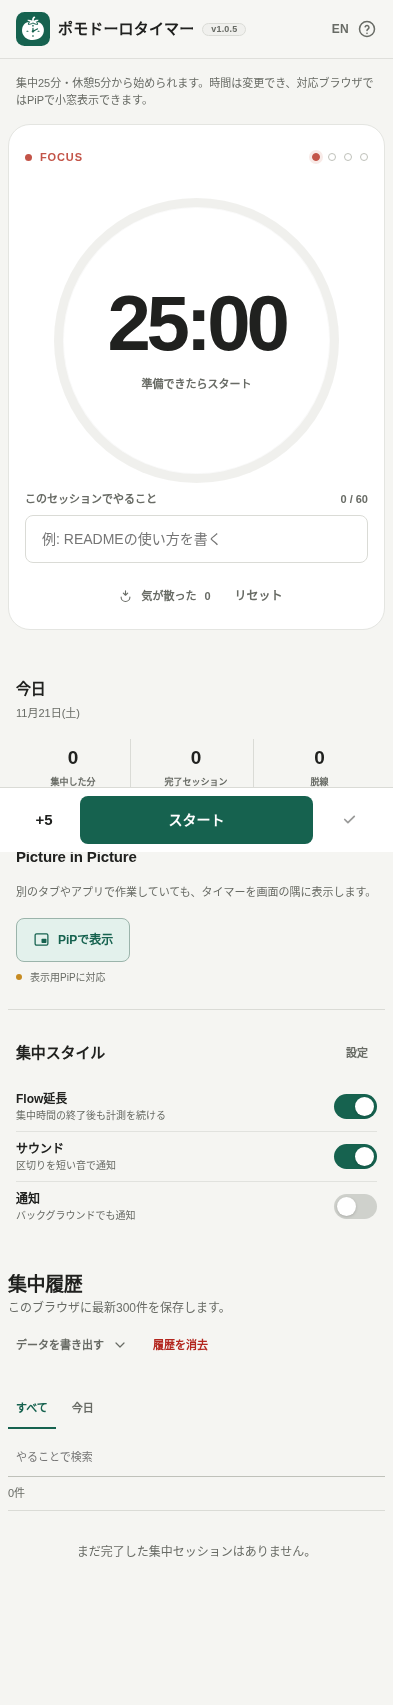 ポモドーロタイマー v1.0.5 EN
集中25分・休憩5分から始められます。時間は変更でき、対応ブラウザで
はPiPで小窓表示できます。
FOCUS
25:00
準備できたらスタート
このセッションでやること 0 / 60
例: READMEの使い方を書く
気が散った 0 リセット
今日
11月21日(土)
0 0 0
集中した分 完了セッション 脱線
+5 スタート
Picture in Picture
別のタブやアプリで作業していても、タイマーを画面の隅に表示します。
PiPで表示
表示用PiPに対応
集中スタイル 設定
Flow延長
集中時間の終了後も計測を続ける
サウンド
区切りを短い音で通知
通知
バックグラウンドでも通知
集中履歴
このブラウザに最新300件を保存します。
データを書き出す 履歴を消去
すべて 今日
やることで検索
0件
まだ完了した集中セッションはありません。